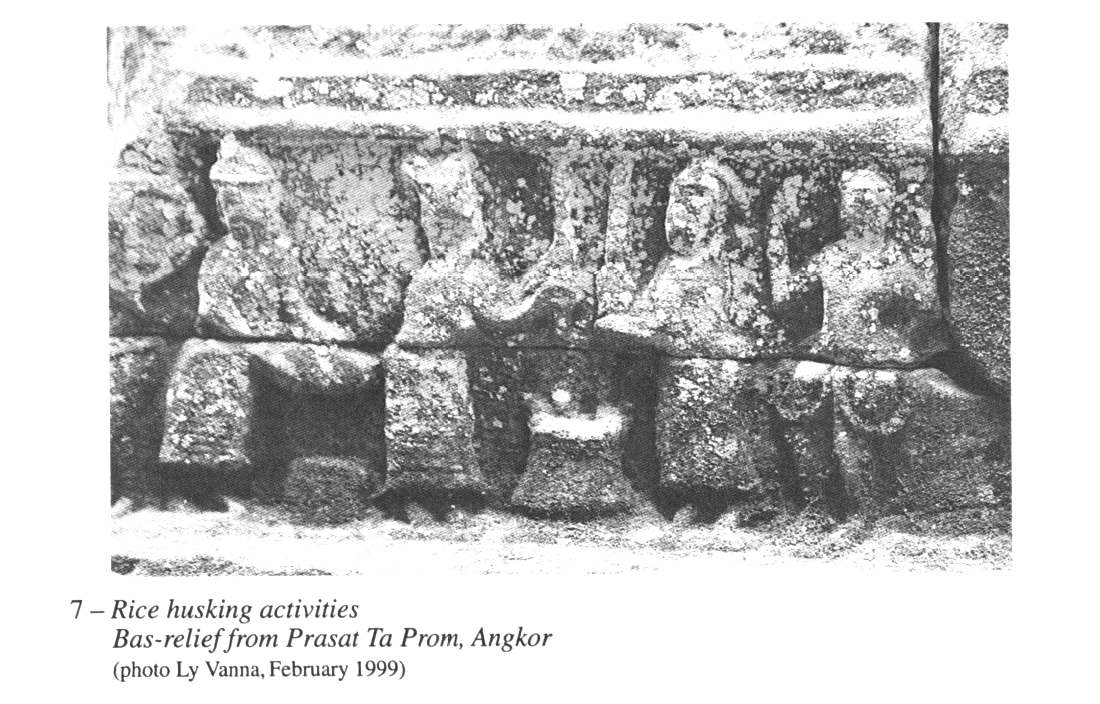 7 – Rice husking activities
Bas-relief from Prasat Ta Prom, Angkor
(photo Ly Vanna, February 1999)